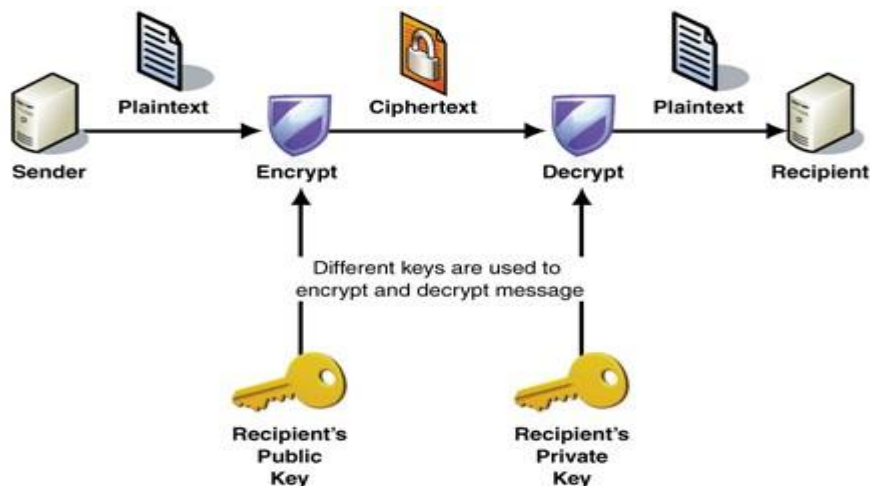 Plaintext
Ciphertext
Plaintext
Sender
Encrypt
Decrypt
Recipient
Different keys are used to
encrypt and decrypt message
Recipient's
Public
Key
Recipient's
Private
Key